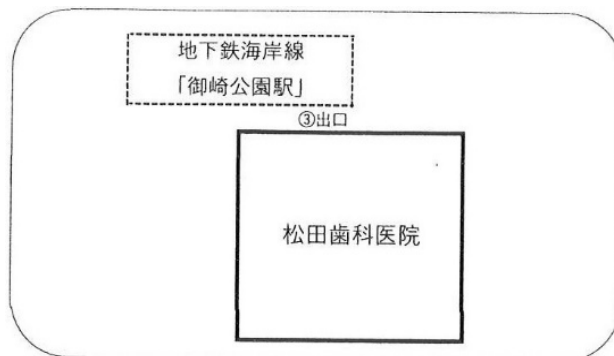 地下鉄海岸線
「御崎公園駅」
③出口
松田歯科医院